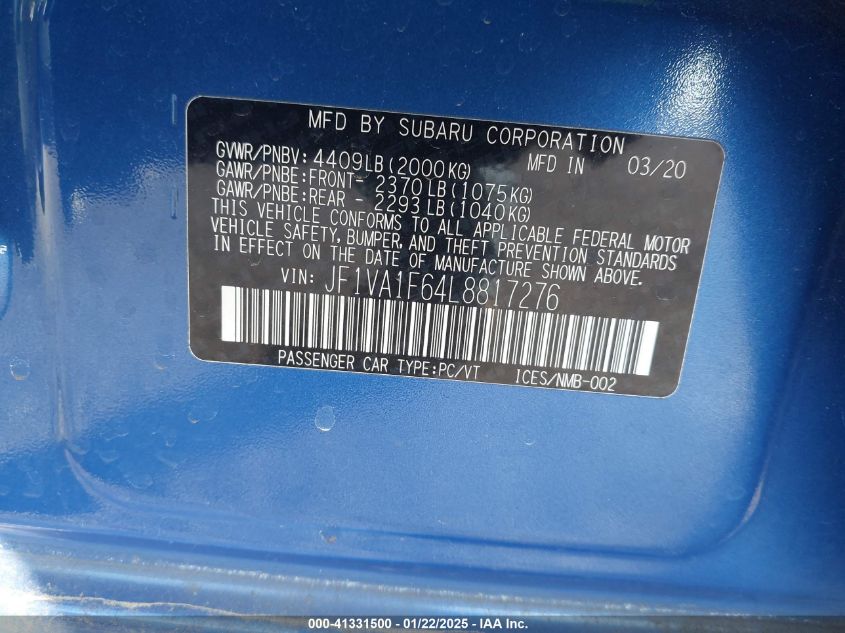 MFD BY SUBARU CORPORATION
GVWR/PNBV: 4409LB(2000KG) MFD IN 03/20
GAWR/PNBE:FRONT- 2370LB(1075KG)
GAWR/PNBE:REAR - 2293LB(1040KG)
THIS VEHICLE CONFORMS TO ALL APPLICABLE FEDERAL MOTOR
VEHICLE SAFETY, BUMPER, AND THEFT PREVENTION STANDARDS
IN EFFECT ON THE DATE OF MANUFACTURE SHOWN ABOVE.
VIN: JF1VA1F64L8817276
PASSENGER CAR TYPE:PC/VT ICES/NMB-002
000-41331500 - 01/22/2025 - IAA Inc.